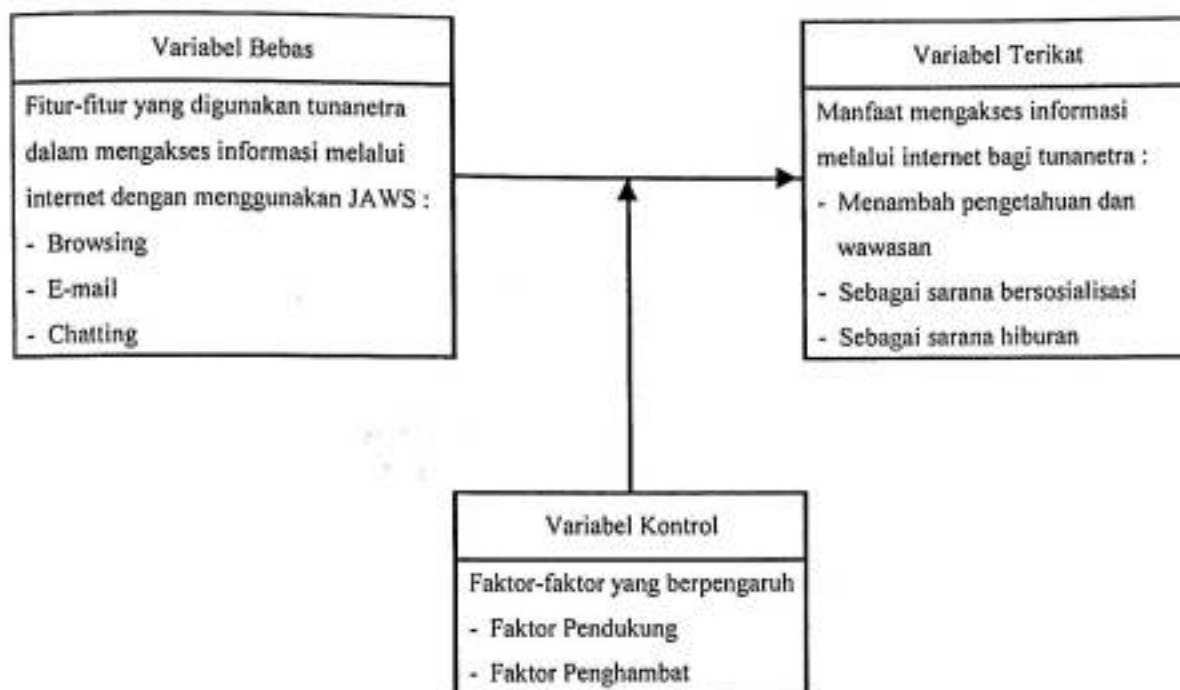 Variabel Bebas
Fitur-fitur yang digunakan tunanetra
dalam mengakses informasi melalui
internet dengan menggunakan JAWS :
- Browsing
- E-mail
- Chatting
Variabel Terikat
Manfaat mengakses informasi
melalui internet bagi tunanetra :
- Menambah pengetahuan dan
wawasan
- Sebagai sarana bersosialisasi
- Sebagai sarana hiburan
Variabel Kontrol
Faktor-faktor yang berpengaruh
- Faktor Pendukung
- Faktor Penghambat